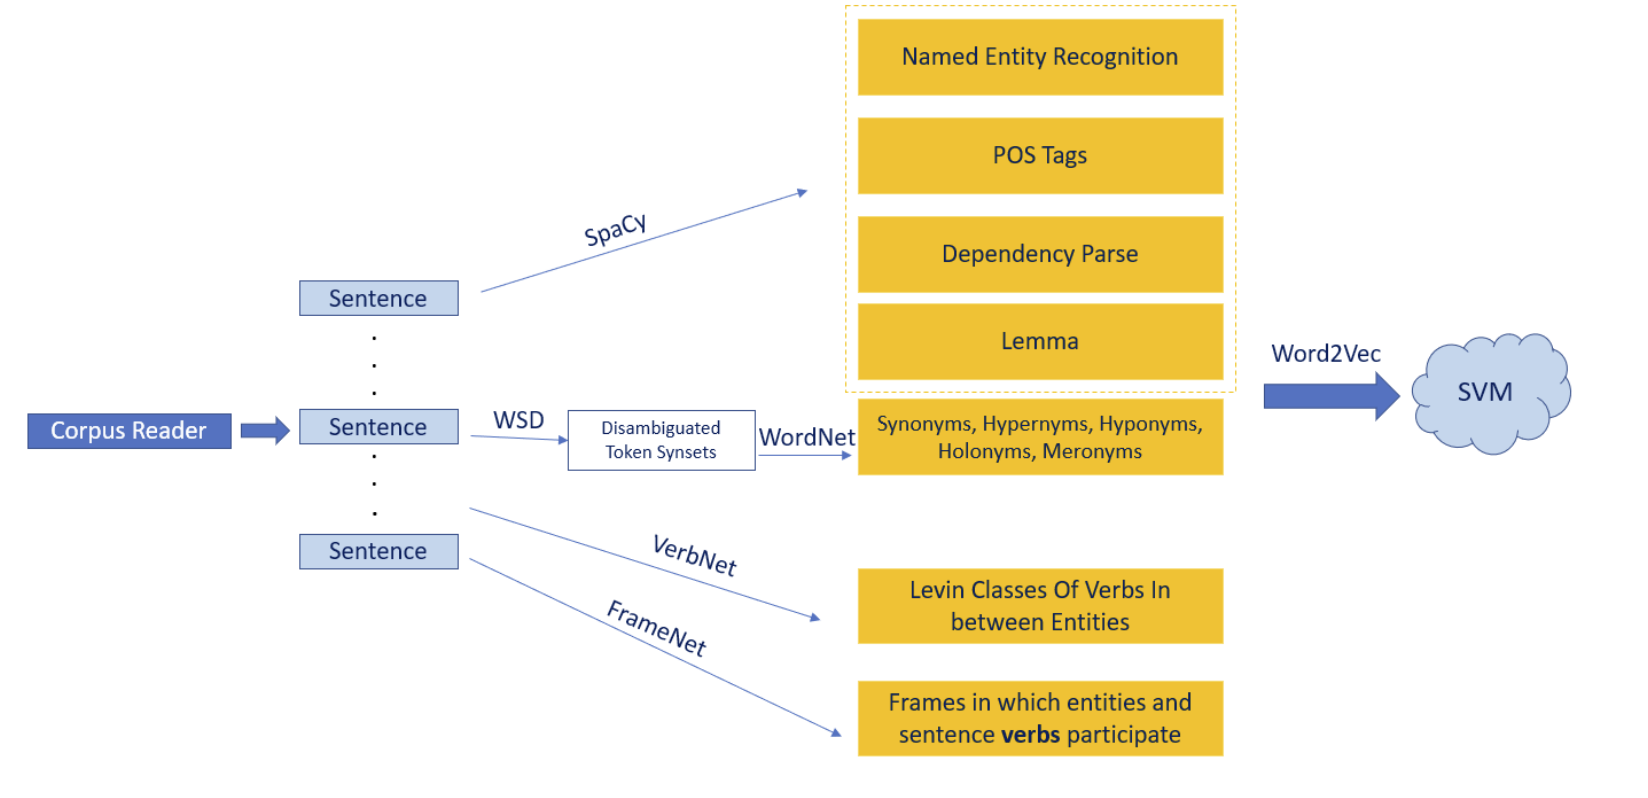 Corpus Reader
Sentence
Sentence
Sentence
SpaCy
WSD
Disambiguated
Token Synsets
WordNet
VerbNet
FrameNet
Named Entity Recognition
POS Tags
Dependency Parse
Lemma
Synonyms, Hypernyms, Hyponyms,
Holonyms, Meronyms
Levin Classes Of Verbs In
between Entities
Frames in which entities and
sentence verbs participate
Word2Vec
SVM